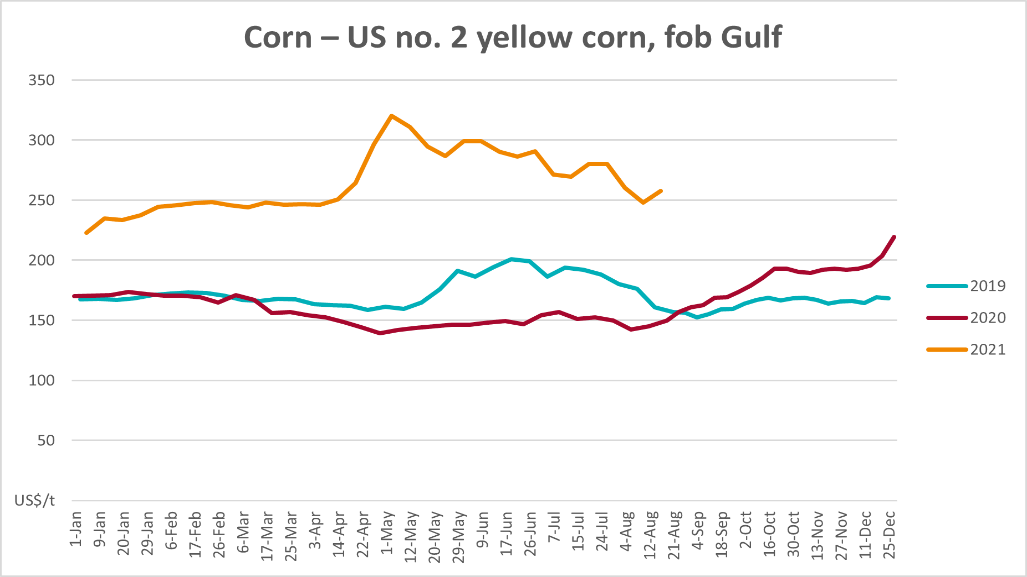 Corn – US no. 2 yellow corn, fob Gulf
350
300
250
200
150
100
50
US$/t
2019
2020
2021
1-Jan
9-Jan
20-Jan
29-Jan
6-Feb
17-Feb
26-Feb
6-Mar
17-Mar
25-Mar
3-Apr
14-Apr
22-Apr
1-May
12-May
20-May
29-May
9-Jun
17-Jun
26-Jun
7-Jul
15-Jul
24-Jul
4-Aug
12-Aug
21-Aug
4-Sep
18-Sep
2-Oct
16-Oct
30-Oct
13-Nov
27-Nov
11-Dec
25-Dec